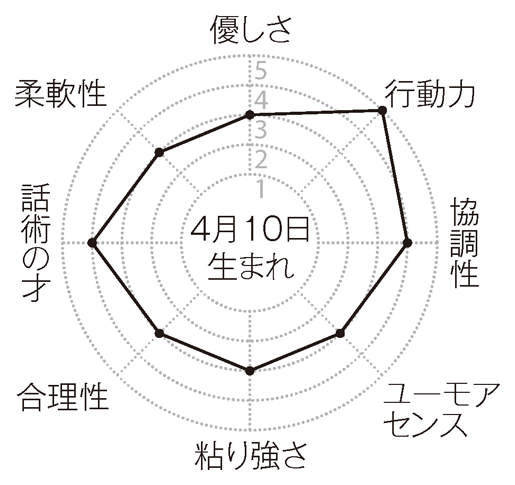 優しさ
行動力
協調性
ユーモア
センス
粘り強さ
合理性
話術の才
柔軟性
5
4
3
2
1
4月10日
生まれ